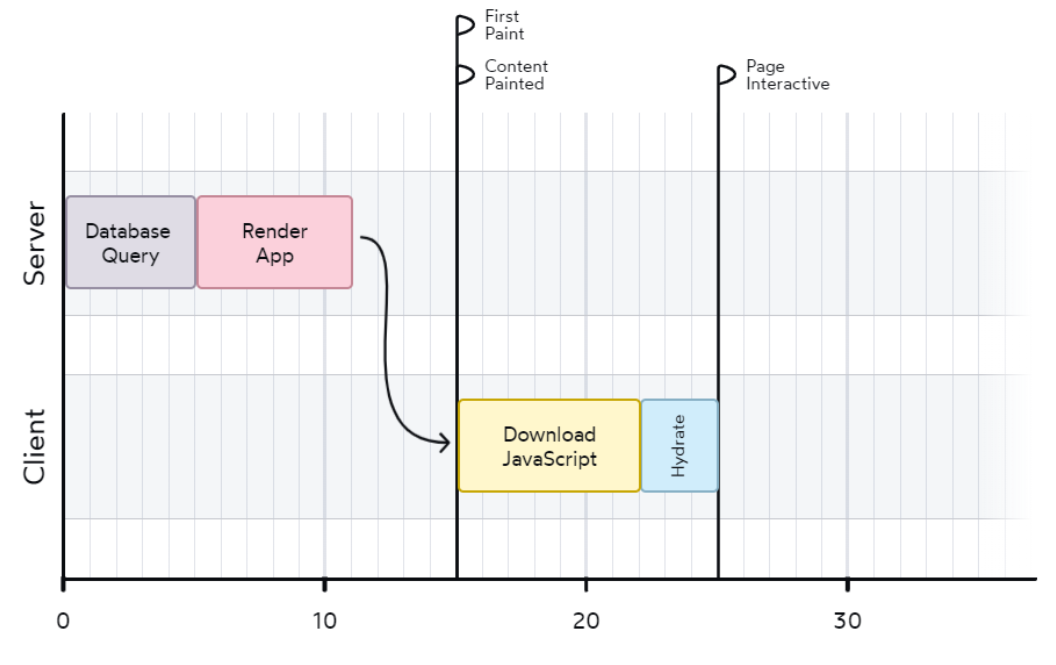 First
Paint
Content
Painted
Page
Interactive
Server
Database
Query
Render
App
Client
Download
JavaScript
Hydrate
0
10
20
30